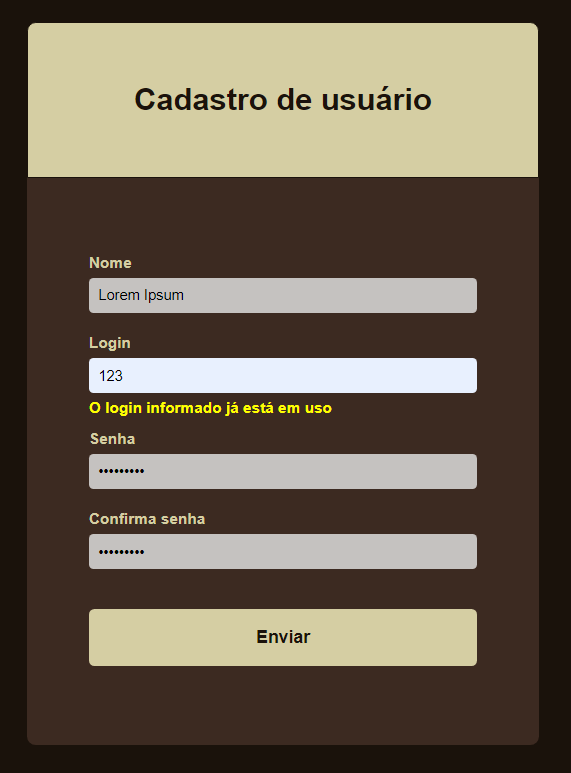 Cadastro de usuário
Nome
Lorem Ipsum
Login
123
O login informado já está em uso
Senha
•••••••••
Confirma senha
•••••••••
Enviar